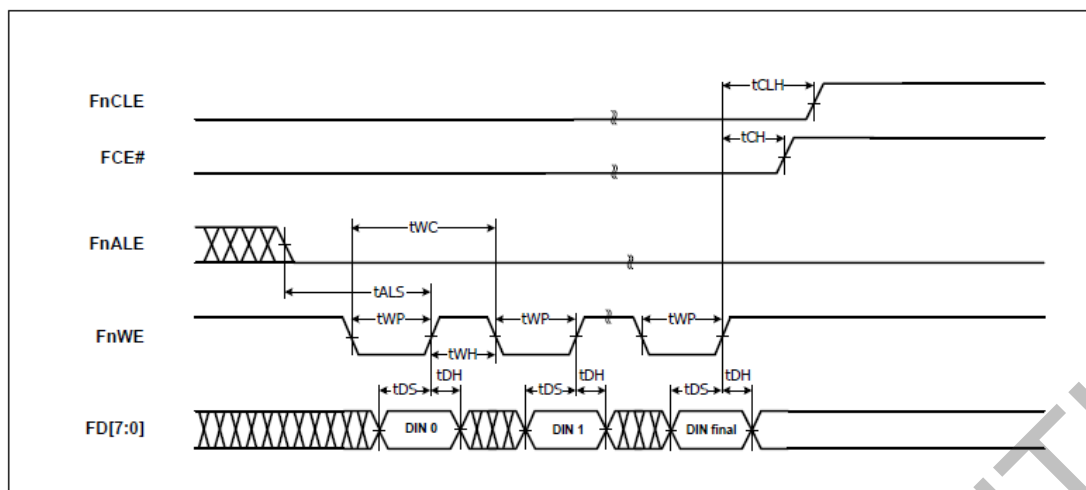 tCLH
FnCLE
tCH
FCE#
tWC
FnALE
tALS
tWP tWP tWP
FnWE
tWH
tDS tDH tDS tDH tDS tDH
FD[7:0] DIN 0 DIN 1 DIN final